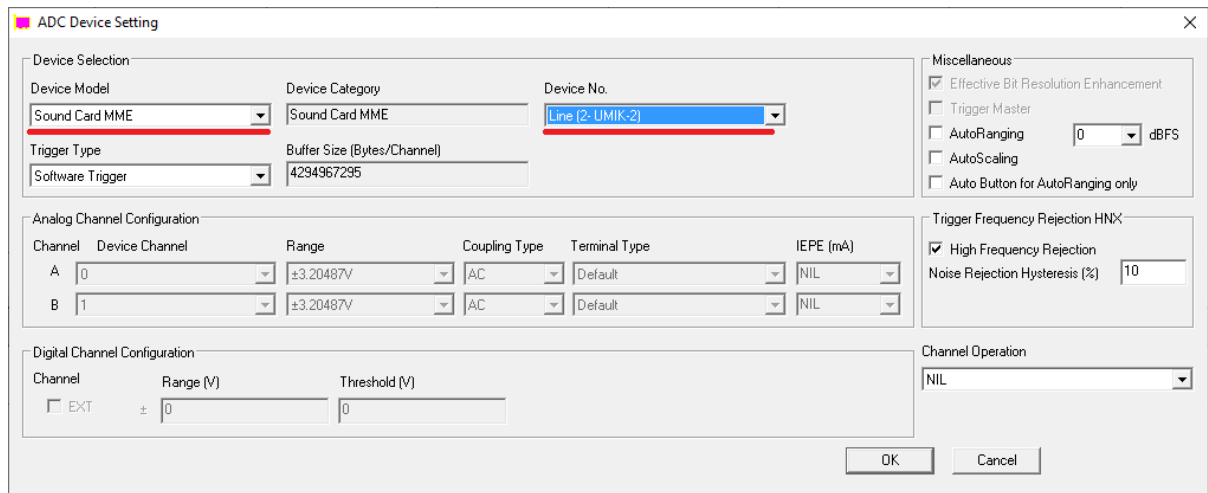 ADC Device Setting
Device Selection
Device Model Device Category Device No.
Sound Card MME Sound Card MME Line (2- UMIK-2)
Trigger Type Buffer Size (Bytes/Channel)
Software Trigger 4294967295
Miscellaneous
Effective Bit Resolution Enhancement
Trigger Master
AutoRanging 0 dBFS
AutoScaling
Auto Button for AutoRanging only
Analog Channel Configuration
Channel Device Channel Range Coupling Type Terminal Type IEPE (mA)
A 0 ±3.20487V AC Default NIL
B 1 ±3.20487V AC Default NIL
Trigger Frequency Rejection HNX
High Frequency Rejection
Noise Rejection Hysteresis (%) 10
Digital Channel Configuration
Channel Range (V) Threshold (V)
EXT ± 0 0
Channel Operation
NIL
OK Cancel